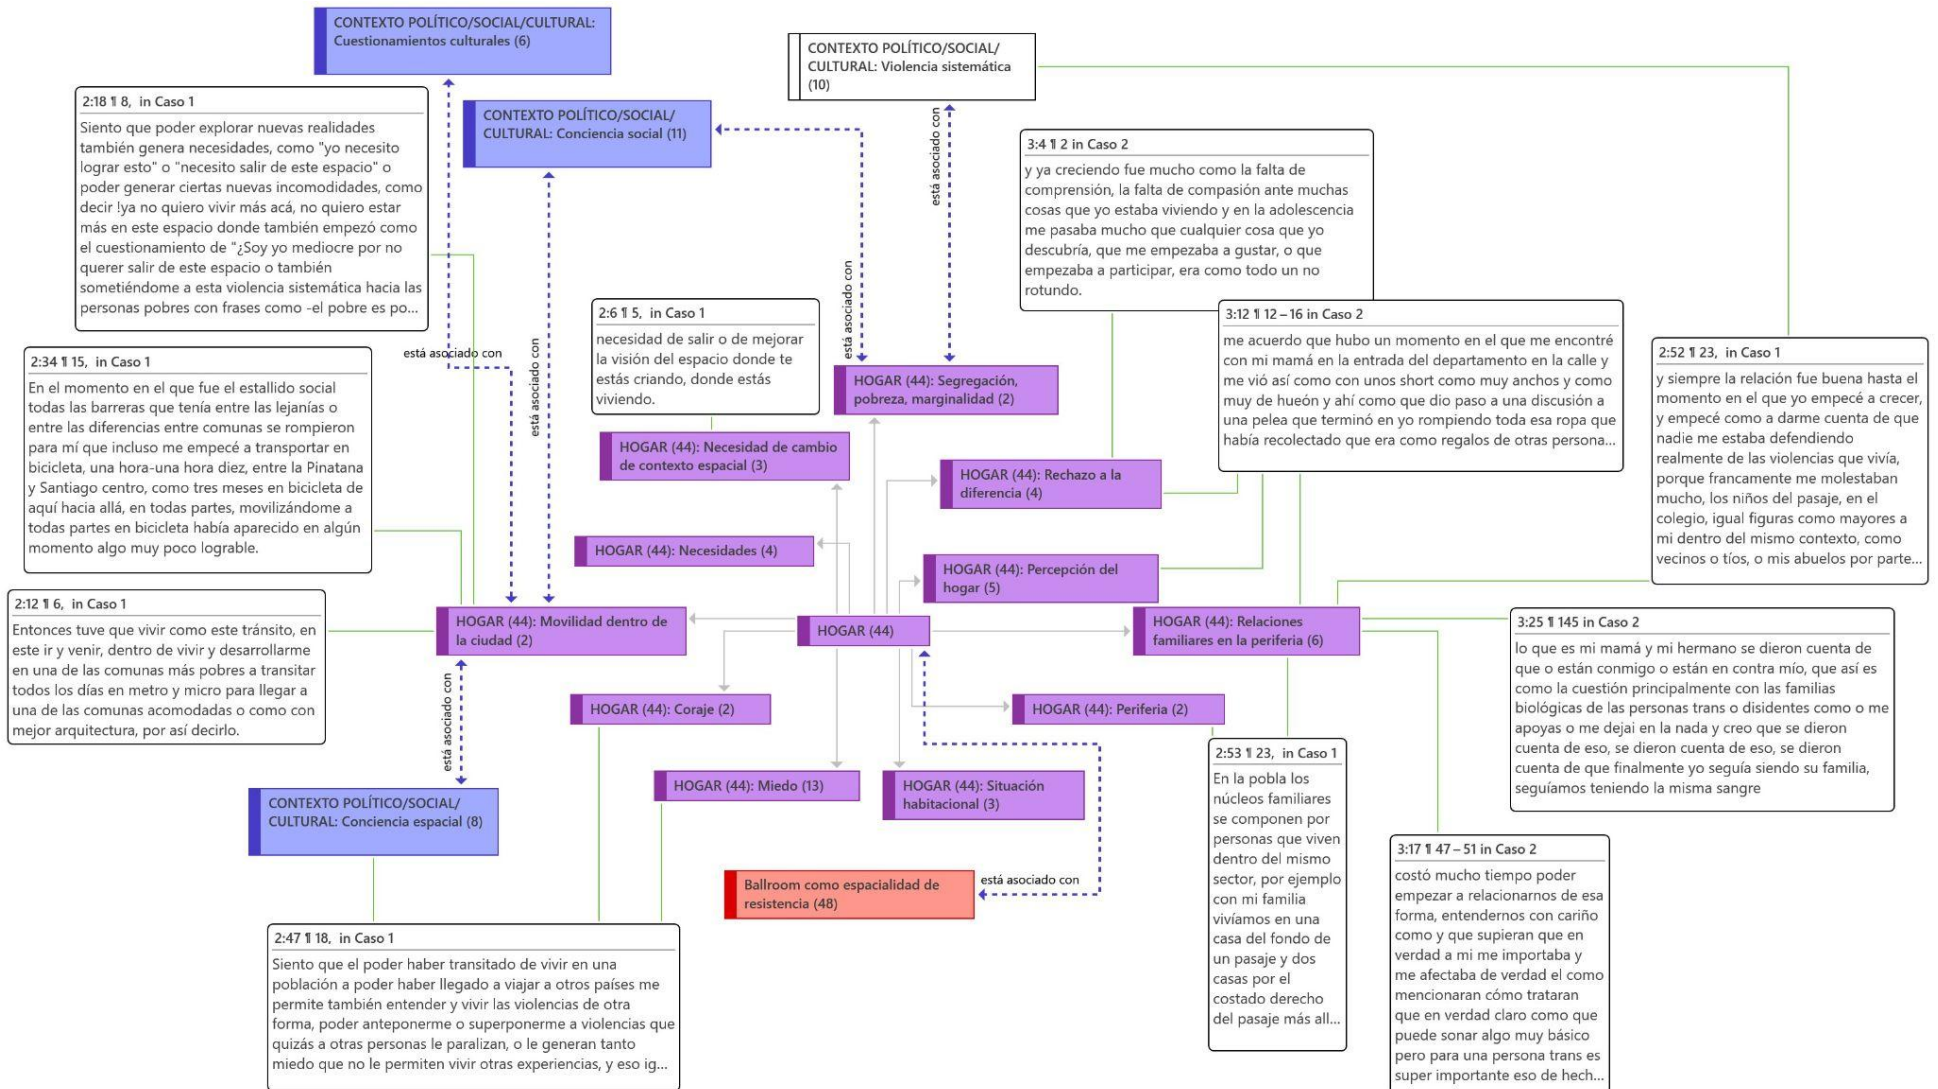 CONTEXTO POLÍTICO/SOCIAL/CULTURAL:
Cuestionamientos culturales (6)
CONTEXTO POLÍTICO/SOCIAL/
CULTURAL: Violencia sistemática
(10)
2:18 ¶ 8, in Caso 1
Siento que poder explorar nuevas realidades
también genera necesidades, como "yo necesito
lograr esto" o "necesito salir de este espacio" o
poder generar ciertas nuevas incomodidades, como
decir !ya no quiero vivir más acá, no quiero estar
más en este espacio donde también empezó como
el cuestionamiento de "¿Soy yo mediocre por no
querer salir de este espacio o también
sometiéndome a esta violencia sistemática hacia las
personas pobres con frases como -el pobre es po...
CONTEXTO POLÍTICO/SOCIAL/
CULTURAL: Conciencia social (11)
está asociado con
está asociado con
está asociado con
está asociado con
3:4 ¶ 2 in Caso 2
y ya creciendo fue mucho como la falta de
comprensión, la falta de compasión ante muchas
cosas que yo estaba viviendo y en la adolescencia
me pasaba mucho que cualquier cosa que yo
descubría, que me empezaba a gustar, o que
empezaba a participar, era como todo un no
rotundo.
2:6 ¶ 5, in Caso 1
necesidad de salir o de mejorar
la visión del espacio donde te
estás criando, donde estás
viviendo.
3:12 ¶ 12 – 16 in Caso 2
me acuerdo que hubo un momento en el que me encontré
con mi mamá en la entrada del departamento en la calle y
me vió así como con unos short como muy anchos y como
muy de hueón y ahí como que dio paso a una discusión a
una pelea que terminó en yo rompiendo toda esa ropa que
había recolectado que era como regalos de otras persona...
2:52 ¶ 23, in Caso 1
y siempre la relación fue buena hasta el
momento en el que yo empecé a crecer,
y empecé como a darme cuenta de que
nadie me estaba defendiendo
realmente de las violencias que vivía,
porque francamente me molestaban
mucho, los niños del pasaje, en el
colegio, igual figuras como mayores a
mi dentro del mismo contexto, como
vecinos o tíos, o mis abuelos por parte...
2:34 ¶ 15, in Caso 1
En el momento en el que fue el estallido social
todas las barreras que tenía entre las lejanías o
entre las diferencias entre comunas se rompieron
para mí que incluso me empecé a transportar en
bicicleta, una hora-una hora diez, entre la Pinatana
y Santiago centro, como tres meses en bicicleta de
aquí hacia allá, en todas partes, movilizándome a
todas partes en bicicleta había aparecido en algún
momento algo muy poco lograble.
HOGAR (44): Segregación,
pobreza, marginalidad (2)
HOGAR (44): Necesidad de cambio
de contexto espacial (3)
HOGAR (44): Rechazo a la
diferencia (4)
HOGAR (44): Necesidades (4)
HOGAR (44): Percepción del
hogar (5)
2:12 ¶ 6, in Caso 1
Entonces tuve que vivir como este tránsito, en
este ir y venir, dentro de vivir y desarrollarme
en una de las comunas más pobres a transitar
todos los días en metro y micro para llegar a
una de las comunas acomodadas o como con
mejor arquitectura, por así decirlo.
HOGAR (44): Movilidad dentro de
la ciudad (2)
HOGAR (44)
HOGAR (44): Relaciones
familiares en la periferia (6)
3:25 ¶ 145 in Caso 2
lo que es mi mamá y mi hermano se dieron cuenta de
que o están conmigo o están en contra mío, que así es
como la cuestión principalmente con las familias
biológicas de las personas trans o disidentes como o me
apoyas o me dejai en la nada y creo que se dieron
cuenta de eso, se dieron cuenta de eso, se dieron
cuenta de que finalmente yo seguía siendo su familia,
seguíamos teniendo la misma sangre
está asociado con
HOGAR (44): Coraje (2)
HOGAR (44): Periferia (2)
HOGAR (44): Miedo (13)
HOGAR (44): Situación
habitacional (3)
2:53 ¶ 23, in Caso 1
En la pobla los
núcleos familiares
se componen por
personas que viven
dentro del mismo
sector, por ejemplo
con mi familia
vivíamos en una
casa del fondo de
un pasaje y dos
casas por el
costado derecho
del pasaje más all...
CONTEXTO POLÍTICO/SOCIAL/
CULTURAL: Conciencia espacial (8)
Ballroom como espacialidad de
resistencia (48)
está asociado con
3:17 ¶ 47 – 51 in Caso 2
costó mucho tiempo poder
empezar a relacionarnos de esa
forma, entendernos con cariño
como y que supieran que en
verdad a mi me importaba y
me afectaba de verdad el como
mencionaran cómo trataran
que en verdad claro como que
puede sonar algo muy básico
pero para una persona trans es
super importante eso de hech...
2:47 ¶ 18, in Caso 1
Siento que el poder haber transitado de vivir en una
población a poder haber llegado a viajar a otros países me
permite también entender y vivir las violencias de otra
forma, poder anteponerme o superponerme a violencias que
quizás a otras personas le paralizan, o le generan tanto
miedo que no le permiten vivir otras experiencias, y eso ig...